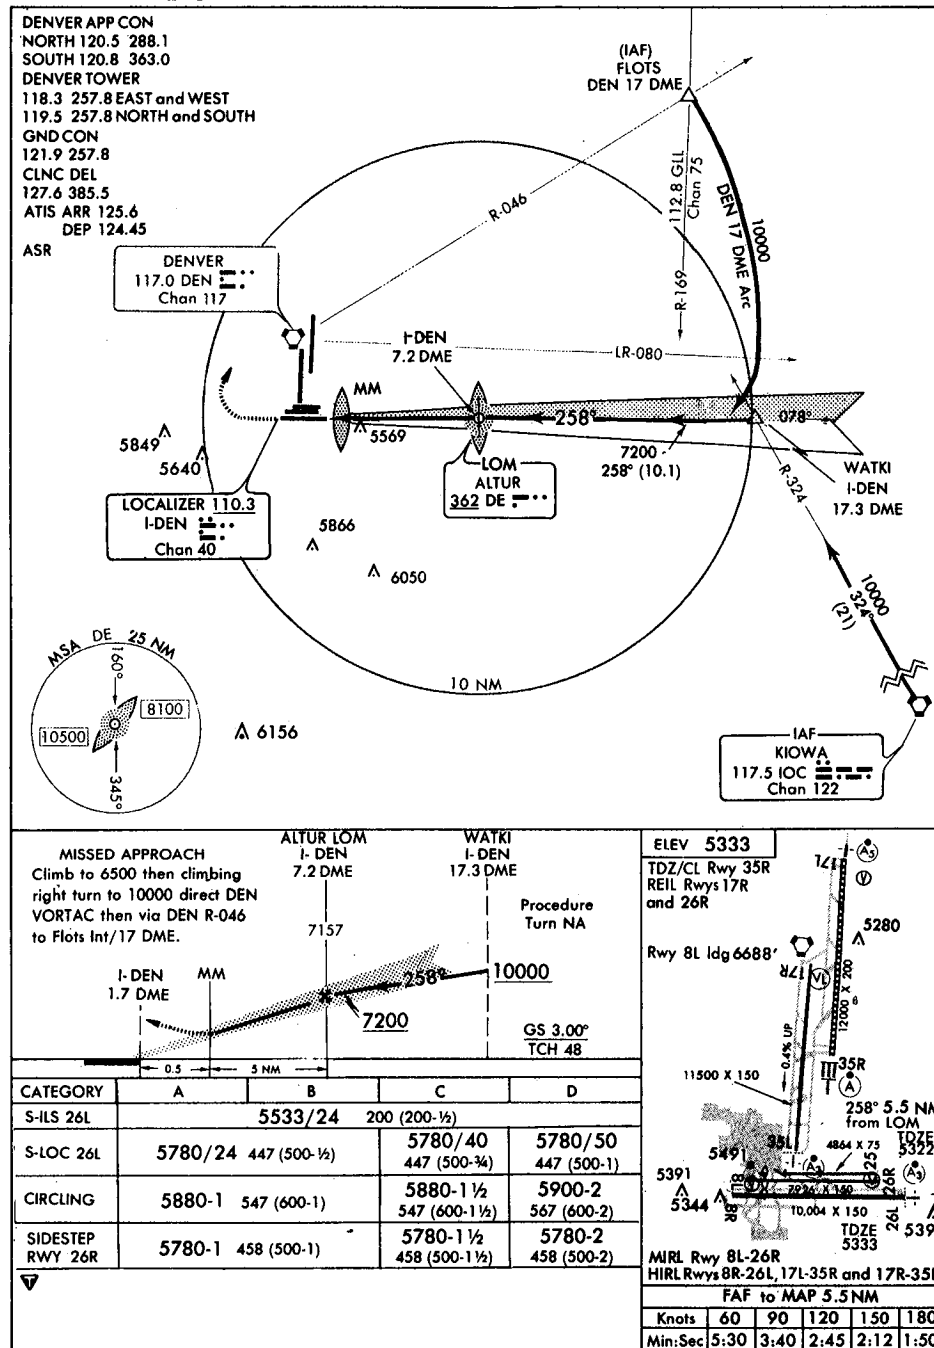 DENVER APP CON
NORTH 120.5 288.1
SOUTH 120.8 363.0
DENVER TOWER
118.3 257.8 EAST and WEST
119.5 257.8 NORTH and SOUTH
GND CON
121.9 257.8
CLNC DEL
127.6 385.5
ATIS ARR 125.6
DEP 124.45
ASR
(IAF)
FLOTS
DEN 17 DME
112.8 GLL
Chan 75
R-169
DEN 17 DME Arc
10000
R-046
DENVER
117.0 DEN
Chan 117
I-DEN
7.2 DME
LR-080
MM
258°
078°
5569
5849
5640
7200
258° (10.1)
LOM
ALTUR
362 DE
R-324
WATKI
I-DEN
17.3 DME
LOCALIZER 110.3
I-DEN
Chan 40
5866
6050
10000
324°
(21)
10 NM
MSA DE 25 NM
160°
8100
10500
345°
6156
IAF
KIOWA
117.5 IOC
Chan 122
MISSED APPROACH
Climb to 6500 then climbing
right turn to 10000 direct DEN
VORTAC then via DEN R-046
to Flots Int/17 DME.
ALTUR LOM
I-DEN
7.2 DME
WATKI
I-DEN
17.3 DME
Procedure
Turn NA
7157
I-DEN
1.7 DME
MM
258°
10000
7200
GS 3.00°
TCH 48
0.5
5 NM
CATEGORY A B C D
S-ILS 26L 5533/24 200 (200-½)
S-LOC 26L 5780/24 447 (500-½) 5780/40 447 (500-¾) 5780/50 447 (500-1)
CIRCLING 5880-1 547 (600-1) 5880-1½ 547 (600-1½) 5900-2 567 (600-2)
SIDESTEP RWY 26R 5780-1 458 (500-1) 5780-1½ 458 (500-1½) 5780-2 458 (500-2)
T
ELEV 5333
TDZ/CL Rwy 35R
REIL Rwys 17R
and 26R
Rwy 8L ldg 6688'
17L
A5
V
5280
17R
VL
12000 X 200
0.4% UP
11500 X 150
35R
A
258° 5.5 NM
from LOM
35L
4864 X 75
TDZE
5322
5491
A3
25
A3
5391
5344
8L
26R
8R
10,004 X 150
26L
TDZE
5333
539
MIRL Rwy 8L-26R
HIRL Rwys 8R-26L, 17L-35R and 17R-35L
FAF to MAP 5.5 NM
Knots 60 90 120 150 180
Min:Sec 5:30 3:40 2:45 2:12 1:50